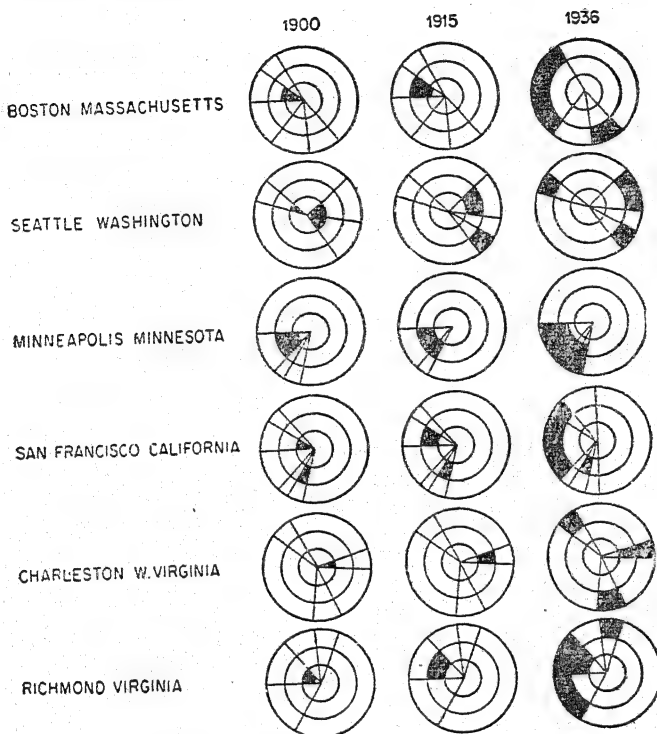 1900 1915 1936
BOSTON MASSACHUSETTS
SEATTLE WASHINGTON
MINNEAPOLIS MINNESOTA
SAN FRANCISCO CALIFORNIA
CHARLESTON W. VIRGINIA
RICHMOND VIRGINIA